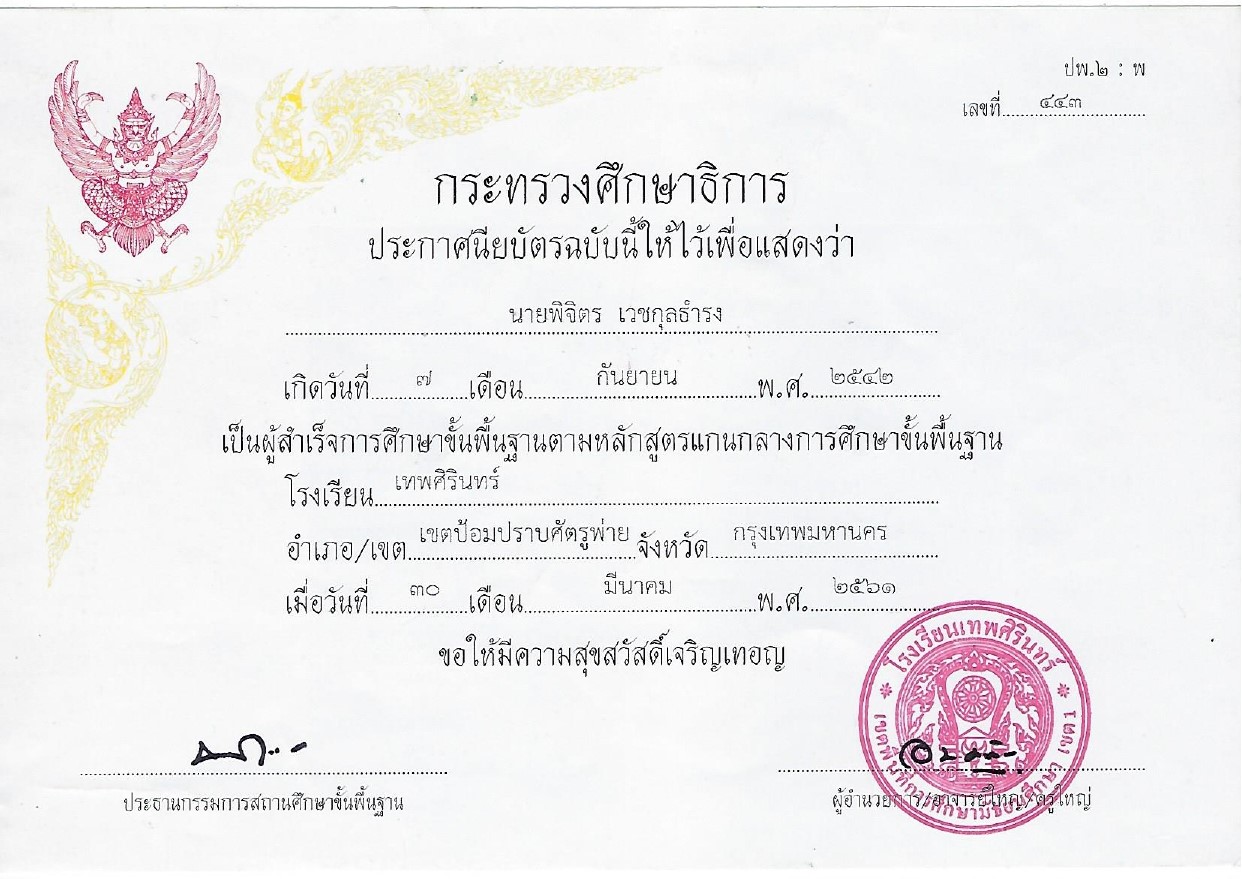 ปพ.๒ : พ
เลขที่ ๔๔๓
กระทรวงศึกษาธิการ
ประกาศนียบัตรฉบับนี้ให้ไว้เพื่อแสดงว่า
นายพิจิตร เวชกุลธำรง
เกิดวันที่ ๗ เดือน กันยายน พ.ศ. ๒๕๔๒
เป็นผู้สำเร็จการศึกษาขั้นพื้นฐานตามหลักสูตรแกนกลางการศึกษาขั้นพื้นฐาน
โรงเรียน เทพศิรินทร์
อำเภอ/เขต เขตป้อมปราบศัตรูพ่าย จังหวัด กรุงเทพมหานคร
เมื่อวันที่ ๓๐ เดือน มีนาคม พ.ศ. ๒๕๖๑
ขอให้มีความสุขสวัสดิ์เจริญเทอญ
โรงเรียนเทพศิรินทร์
เขตพื้นที่การศึกษามัธยมศึกษา เขต 1
ประธานกรรมการสถานศึกษาขั้นพื้นฐาน
ผู้อำนวยการ/อาจารย์ใหญ่/ครูใหญ่